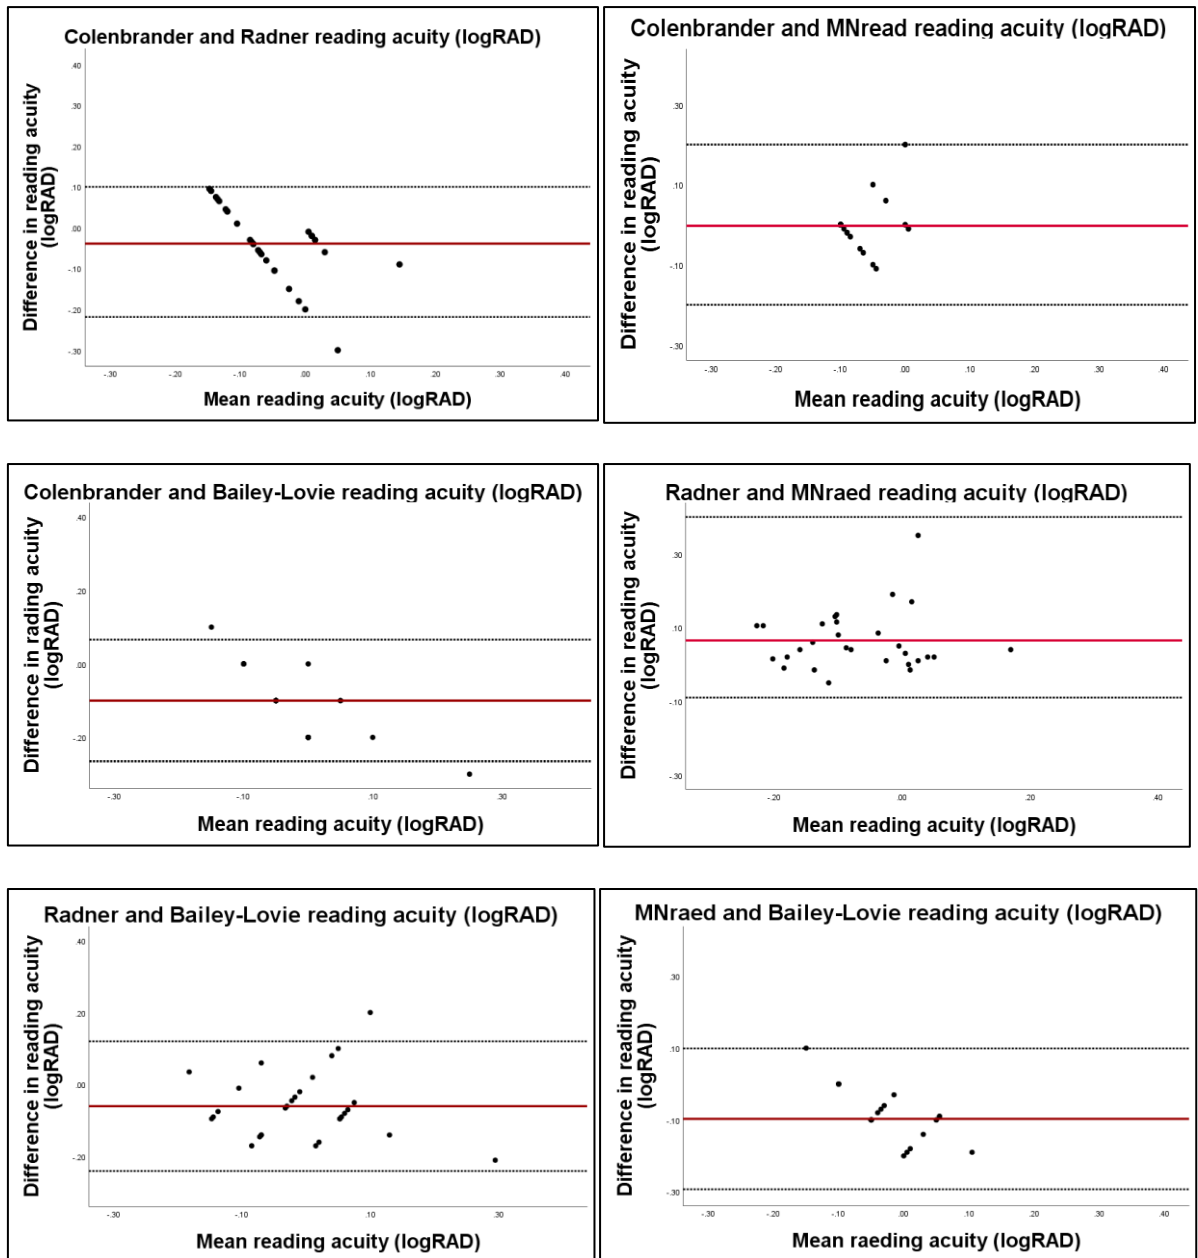 Colenbrander and Radner reading acuity (logRAD)
Difference in reading acuity
(logRAD)
.40
.30
.20
.10
.00
-.10
-.20
-.30
-.30
-.20
-.10
.00
.10
.20
.30
.40
Mean reading acuity (logRAD)
Colenbrander and MNread reading acuity (logRAD)
Difference in reading acuity
(logRAD)
.30
.10
-.10
-.30
-.30
-.20
-.10
.00
.10
.20
.30
.40
Mean reading acuity (logRAD)
Colenbrander and Bailey-Lovie reading acuity (logRAD)
Difference in rading acuity
(logRAD)
.40
.20
.00
-.20
-.30
-.10
.10
.30
Mean reading acuity (logRAD)
Radner and MNraed reading acuity (logRAD)
Difference in reading acuity
(logRAD)
.30
.10
-.10
-.30
-.20
.00
.20
.40
Mean reading acuity (logRAD)
Radner and Bailey-Lovie reading acuity (logRAD)
Difference in reading acuity
(logRAD)
.40
.20
.00
-.20
-.30
-.10
.10
.30
Mean reading acuity (logRAD)
MNraed and Bailey-Lovie reading acuity (logRAD)
Difference in reading acuity
(logRAD)
.30
.10
-.10
-.30
-.30
-.20
-.10
.00
.10
.20
.30
.40
Mean raeding acuity (logRAD)